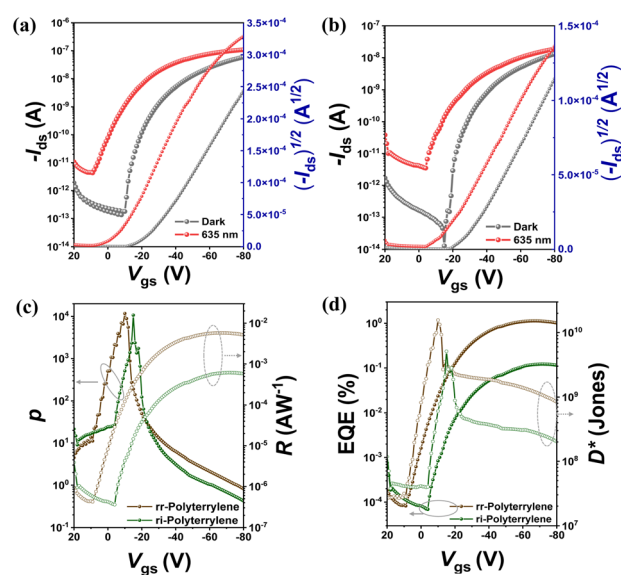 (a)
10⁻⁶
10⁻⁷
10⁻⁸
10⁻⁹
10⁻¹⁰
10⁻¹¹
10⁻¹²
10⁻¹³
10⁻¹⁴
-Ids (A)
3.5×10⁻⁴
3.0×10⁻⁴
2.5×10⁻⁴
2.0×10⁻⁴
1.5×10⁻⁴
1.0×10⁻⁴
5.0×10⁻⁵
0.0
(-Ids)^1/2 (A^1/2)
Dark
635 nm
20 0 -20 -40 -60 -80
Vgs (V)
(b)
10⁻⁷
10⁻⁸
10⁻⁹
10⁻¹⁰
10⁻¹¹
10⁻¹²
10⁻¹³
10⁻¹⁴
-Ids (A)
1.5×10⁻⁴
1.0×10⁻⁴
5.0×10⁻⁵
0.0
(-Ids)^1/2 (A^1/2)
Dark
635 nm
20 0 -20 -40 -60 -80
Vgs (V)
(c)
10⁴
10³
10²
10¹
10⁰
10⁻¹
p
10⁻²
10⁻³
10⁻⁴
10⁻⁵
10⁻⁶
10⁻⁷
R (AW⁻¹)
rr-Polyterrylene
ri-Polyterrylene
20 0 -20 -40 -60 -80
Vgs (V)
(d)
10⁰
10⁻¹
10⁻²
10⁻³
10⁻⁴
EQE (%)
10¹⁰
10⁹
10⁸
10⁷
D* (Jones)
rr-Polyterrylene
ri-Polyterrylene
20 10 0 -10 -20 -30 -40 -50 -60 -70 -80
Vgs (V)